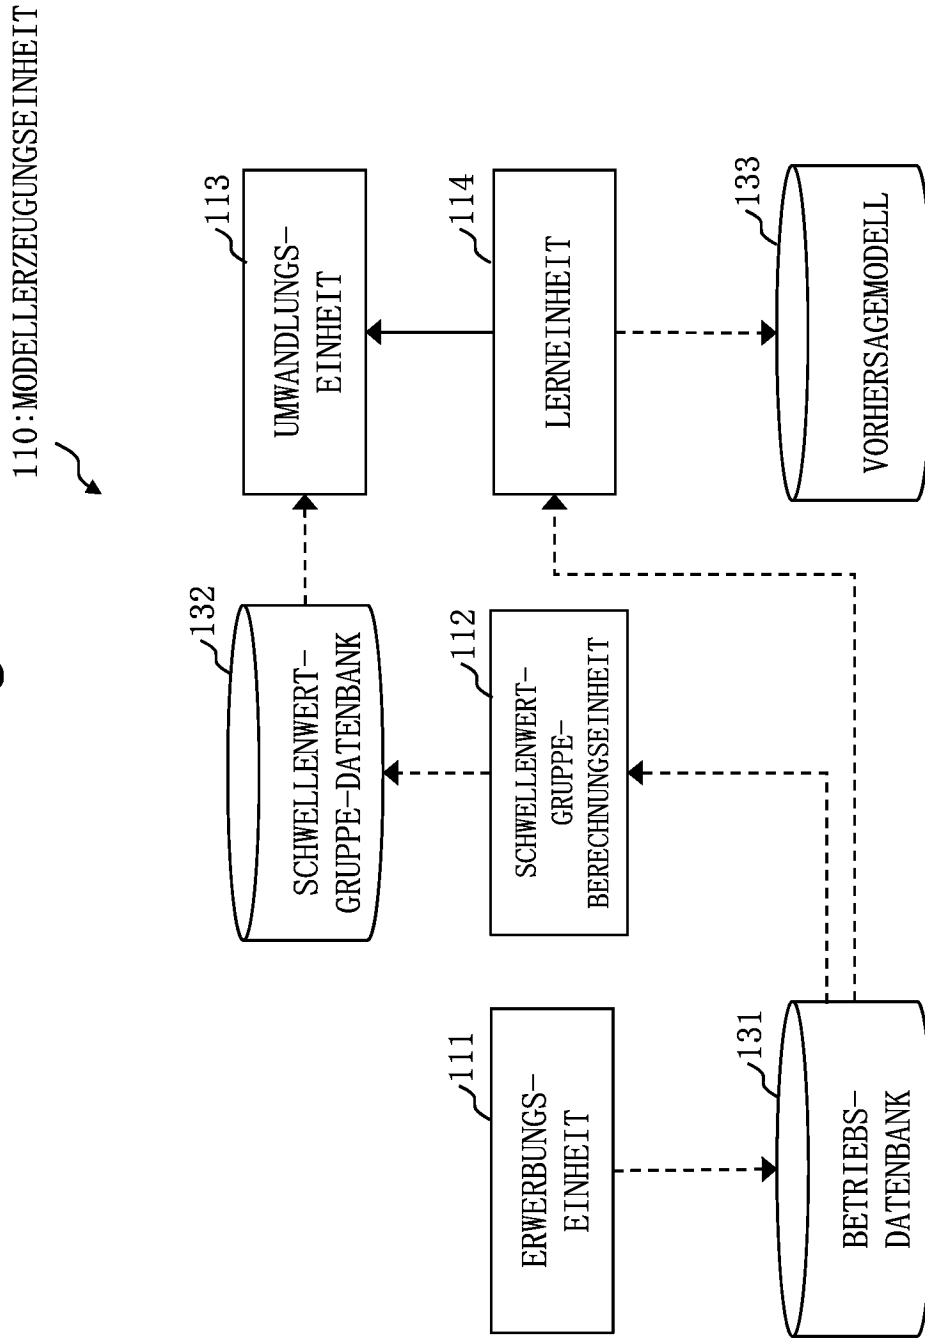 110:MODELLERZEUGUNGSEINHEIT
132
SCHWELLENWERT-
GRUPPE-DATENBANK
113
UMWANDLUNGS-
EINHEIT
111
ERWERBUNGS-
EINHEIT
112
SCHWELLENWERT-
GRUPPE-
BERECHNUNGSEINHEIT
114
LERNEINHEIT
131
BETRIEBS-
DATENBANK
133
VORHERSAGEMODELL